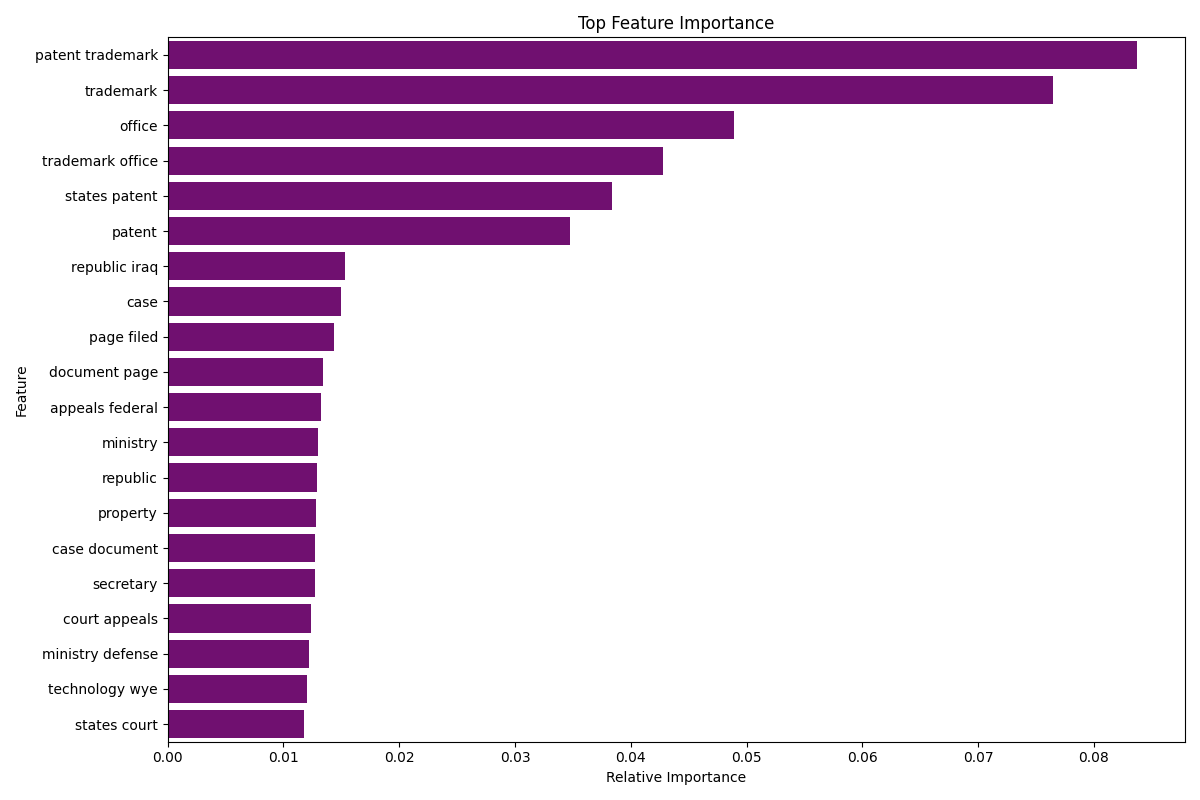 Top Feature Importance
patent trademark
trademark
office
trademark office
states patent
patent
republic iraq
case
page filed
document page
appeals federal
ministry
republic
property
case document
secretary
court appeals
ministry defense
technology wye
states court
Feature
0.00 0.01 0.02 0.03 0.04 0.05 0.06 0.07 0.08
Relative Importance